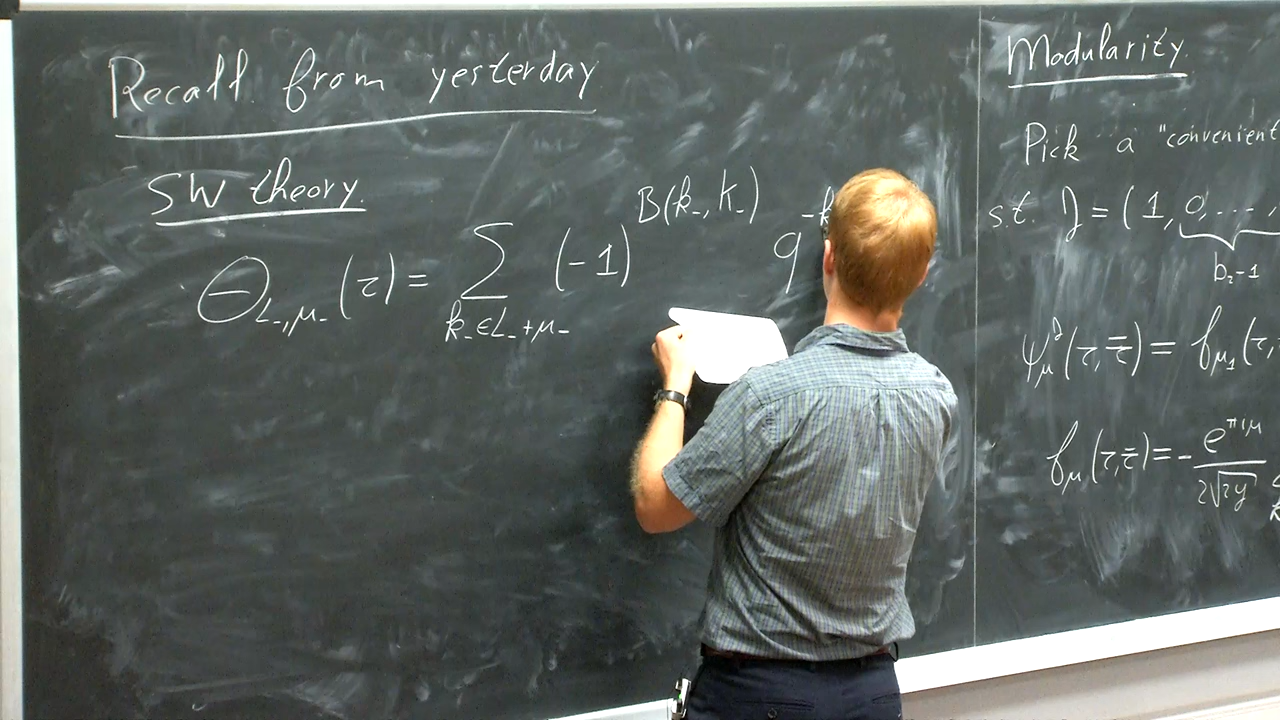 Recall from yesterday
SW theory.
Θ_{L_-,μ_-}(τ) = Σ_{k_-∈L_-+μ_-} (-1)^{B(k_-,K_-)} q^{-k
Modularity.
Pick a "convenient
s.t. J = (1, 0, ...,
b_2-1
ψ_μ^J(τ,τ̄) = f_{μ_1}(τ,
f_μ(τ,τ̄) = - e^{πiμ} / 2√2y